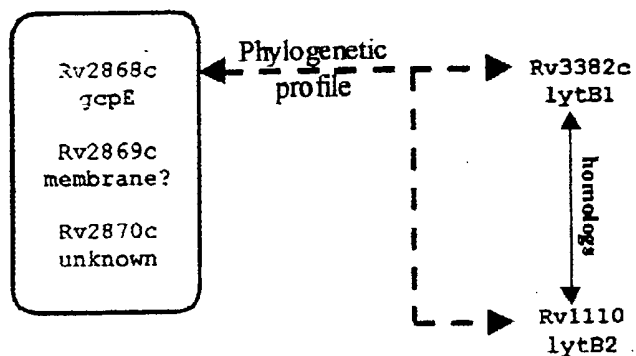 Rv2868c
gcpE
Rv2869c
membrane?
Rv2870c
unknown
Phylogenetic
profile
Rv3382c
lytB1
homologs
Rv1110
lytB2